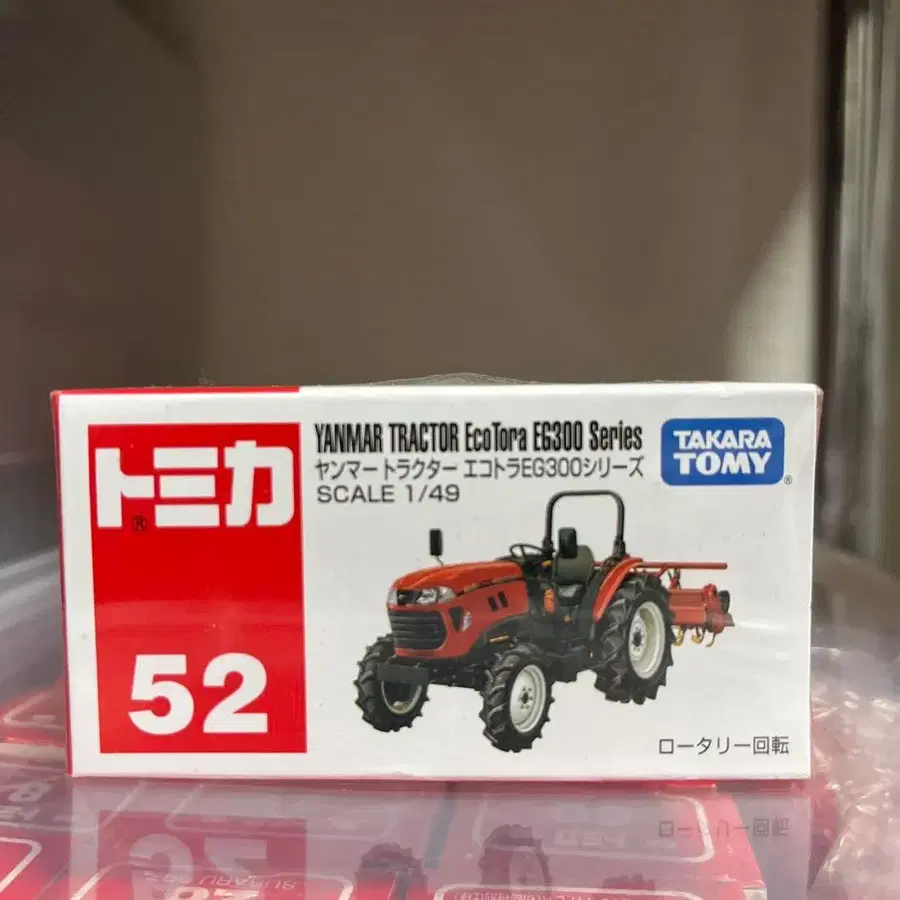 トミカ®
52
YANMAR TRACTOR EcoTora EG300 Series
ヤンマー トラクター エコトラEG300シリーズ
SCALE 1/49
TAKARA
TOMY®
ロータリー回転